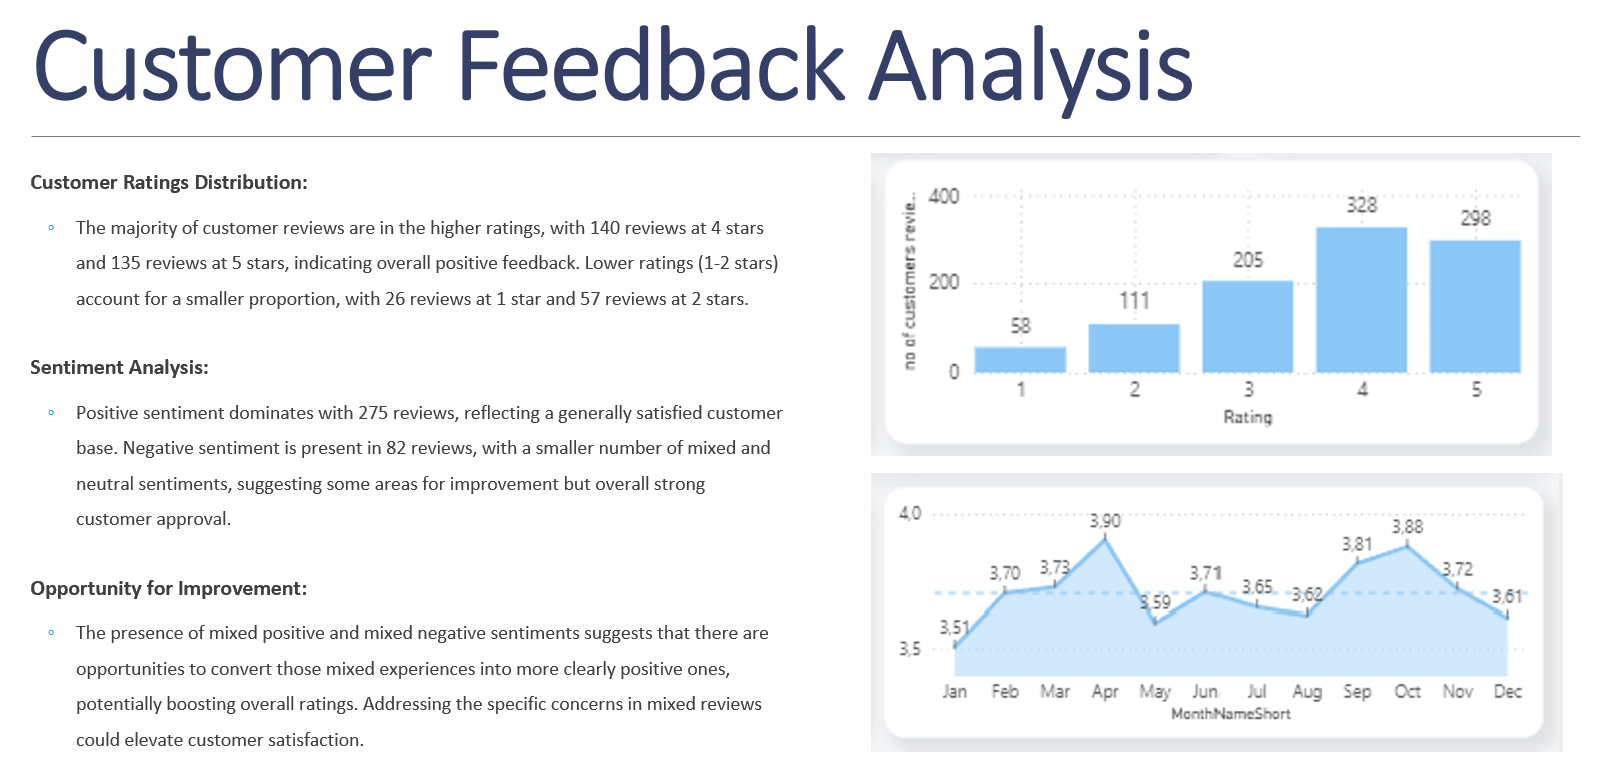 Customer Feedback Analysis
Customer Ratings Distribution:
The majority of customer reviews are in the higher ratings, with 140 reviews at 4 stars
and 135 reviews at 5 stars, indicating overall positive feedback. Lower ratings (1-2 stars)
account for a smaller proportion, with 26 reviews at 1 star and 57 reviews at 2 stars.
Sentiment Analysis:
Positive sentiment dominates with 275 reviews, reflecting a generally satisfied customer
base. Negative sentiment is present in 82 reviews, with a smaller number of mixed and
neutral sentiments, suggesting some areas for improvement but overall strong
customer approval.
Opportunity for Improvement:
The presence of mixed positive and mixed negative sentiments suggests that there are
opportunities to convert those mixed experiences into more clearly positive ones,
potentially boosting overall ratings. Addressing the specific concerns in mixed reviews
could elevate customer satisfaction.
no of customers revie...
400
200
0
58
111
205
328
298
1 2 3 4 5
Rating
4,0
3,5
3,51 3,70 3,73 3,90 3,59 3,71 3,65 3,62 3,81 3,88 3,72 3,61
Jan Feb Mar Apr May Jun Jul Aug Sep Oct Nov Dec
MonthNameShort